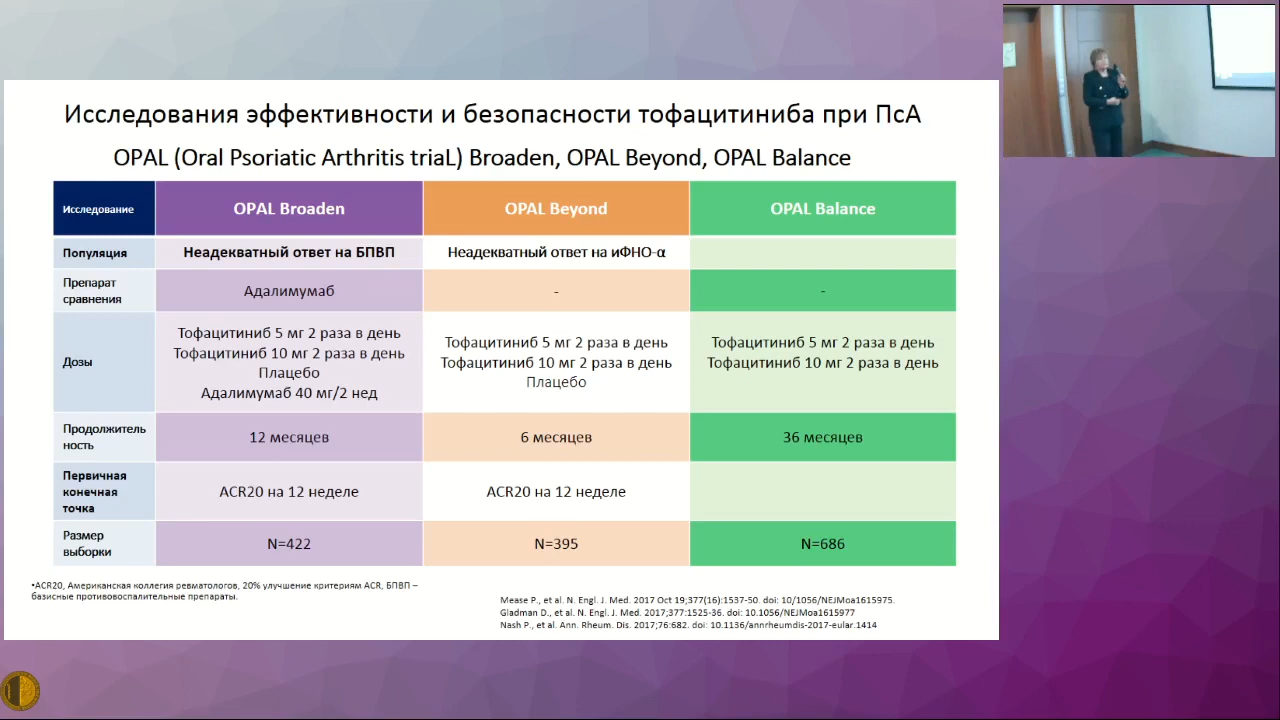 Исследования эффективности и безопасности тофацитиниба при ПсА
OPAL (Oral Psoriatic Arthritis triaL) Broaden, OPAL Beyond, OPAL Balance
Исследование
OPAL Broaden
OPAL Beyond
OPAL Balance
Популяция
Неадекватный ответ на БПВП
Неадекватный ответ на иФНО-α
Препарат
сравнения
Адалимумаб
-
-
Дозы
Тофацитиниб 5 мг 2 раза в день
Тофацитиниб 10 мг 2 раза в день
Плацебо
Адалимумаб 40 мг/2 нед
Тофацитиниб 5 мг 2 раза в день
Тофацитиниб 10 мг 2 раза в день
Плацебо
Тофацитиниб 5 мг 2 раза в день
Тофацитиниб 10 мг 2 раза в день
Продолжитель
ность
12 месяцев
6 месяцев
36 месяцев
Первичная
конечная
точка
ACR20 на 12 неделе
ACR20 на 12 неделе
Размер
выборки
N=422
N=395
N=686
•ACR20, Американская коллегия ревматологов, 20% улучшение критериям ACR, БПВП –
базисные противовоспалительные препараты.
Mease P., et al. N. Engl. J. Med. 2017 Oct 19;377(16):1537-50. doi: 10/1056/NEJMoa1615975.
Gladman D., et al. N. Engl. J. Med. 2017;377:1525-36. doi: 10.1056/NEJMoa1615977
Nash P., et al. Ann. Rheum. Dis. 2017;76:682. doi: 10.1136/annrheumdis-2017-eular.1414